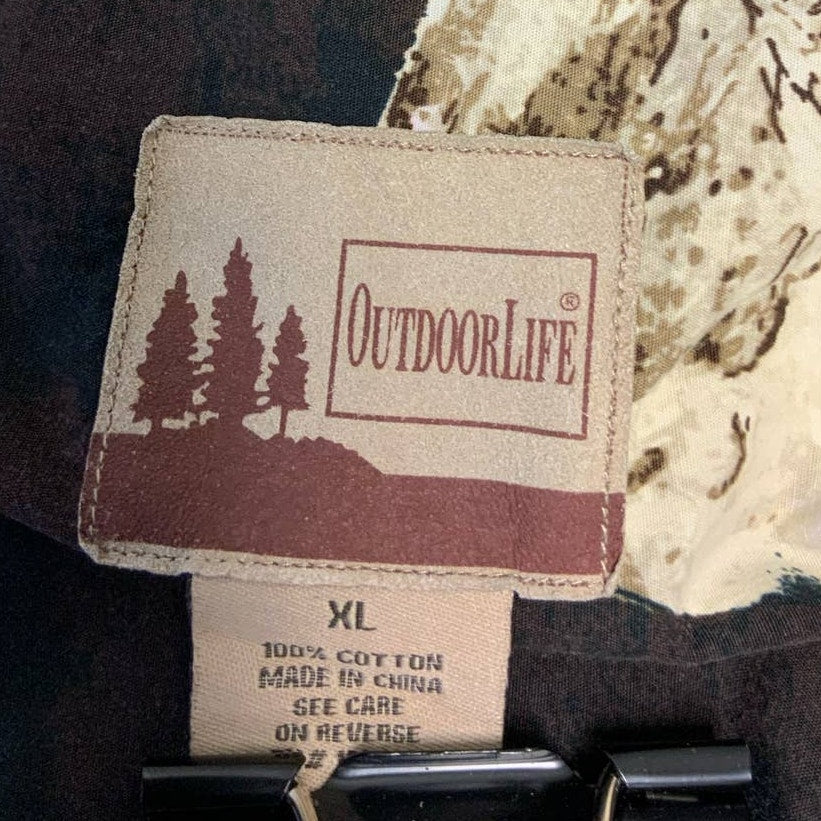 OUTDOORLIFE®
XL
100% COTTON
MADE IN CHINA
SEE CARE
ON REVERSE